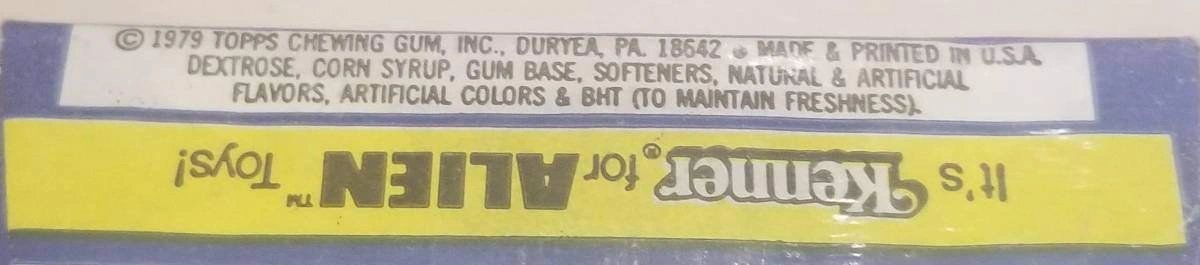 © 1979 TOPPS CHEWING GUM, INC., DURYEA, PA. 18642 • MADE & PRINTED IN U.S.A.
DEXTROSE, CORN SYRUP, GUM BASE, SOFTENERS, NATURAL & ARTIFICIAL
FLAVORS, ARTIFICIAL COLORS & BHT (TO MAINTAIN FRESHNESS).
It's Kenner® for ALIEN™ Toys!